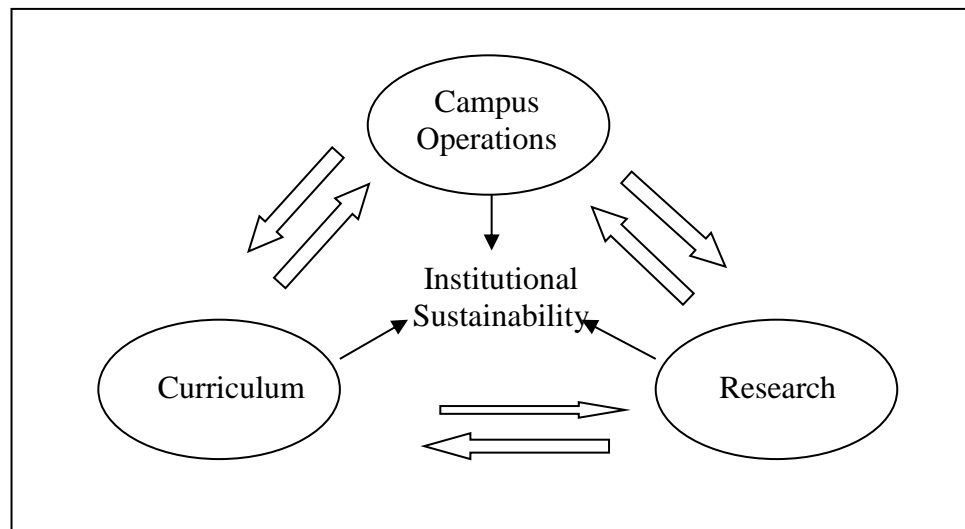 Campus
Operations
Institutional
Sustainability
Curriculum
Research